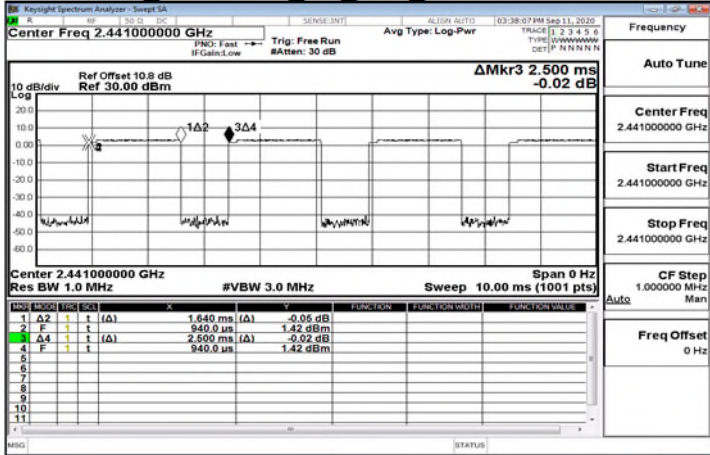 Keysight Spectrum Analyzer - Swept SA
R RF 50 Ω DC SENSE:INT ALIGN AUTO 03:38:07 PM Sep 11, 2020
Center Freq 2.441000000 GHz
PNO: Fast
IFGain:Low
Trig: Free Run
#Atten: 30 dB
Avg Type: Log-Pwr
TRACE 1 2 3 4 5 6
TYPE WWWWWW
DET P N N N N N
Ref Offset 10.8 dB
10 dB/div Ref 30.00 dBm
Log
ΔMkr3 2.500 ms
-0.02 dB
20.0
10.0
0.00
-10.0
-20.0
-30.0
-40.0
-50.0
-60.0
1Δ2
3Δ4
Center 2.441000000 GHz Span 0 Hz
Res BW 1.0 MHz #VBW 3.0 MHz Sweep 10.00 ms (1001 pts)
MKR MODE TRC SCL X Y FUNCTION FUNCTION WIDTH FUNCTION VALUE
1 Δ2 1 t (Δ) 1.640 ms (Δ) -0.05 dB
2 F 1 t 940.0 µs 1.42 dBm
3 Δ4 1 t (Δ) 2.500 ms (Δ) -0.02 dB
4 F 1 t 940.0 µs 1.42 dBm
5
6
7
8
9
10
11
MSG STATUS
Frequency
Auto Tune
Center Freq
2.441000000 GHz
Start Freq
2.441000000 GHz
Stop Freq
2.441000000 GHz
CF Step
1.000000 MHz
Auto Man
Freq Offset
0 Hz